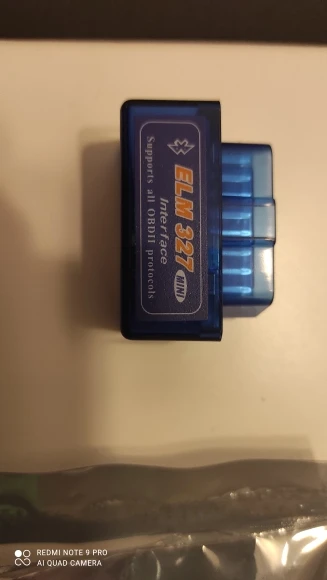 ELM 327 MINI
Interface
Supports all OBDII protocols.
REDMI NOTE 9 PRO
AI QUAD CAMERA